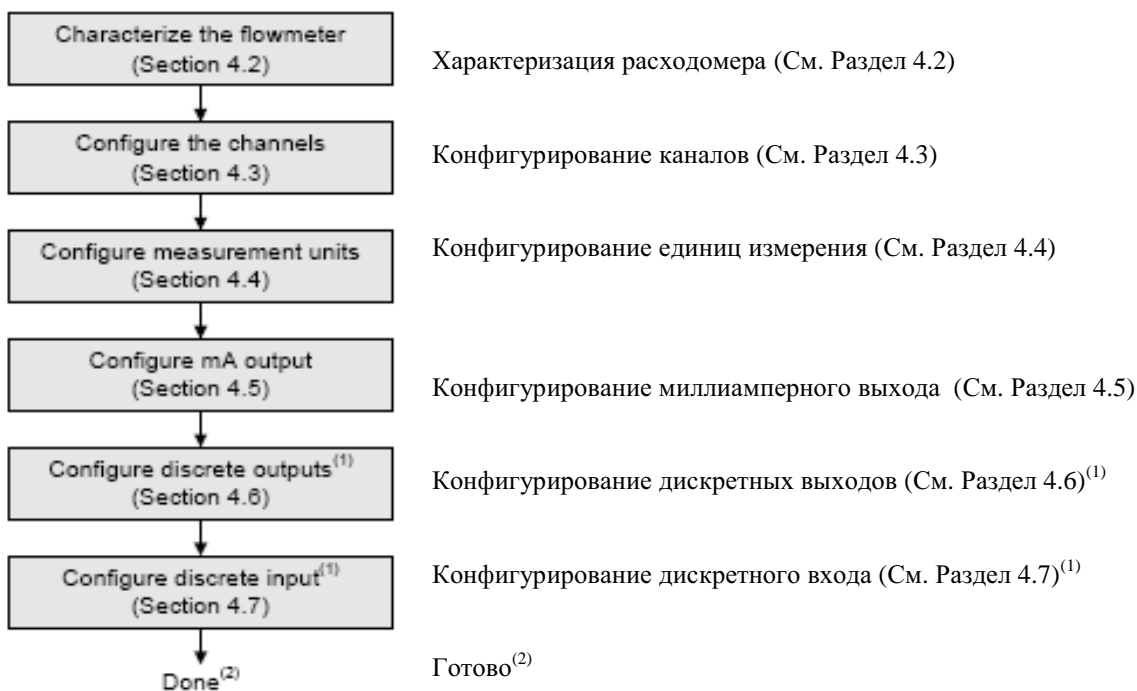 Characterize the flowmeter
(Section 4.2)
Характеризация расходомера (См. Раздел 4.2)
Configure the channels
(Section 4.3)
Конфигурирование каналов (См. Раздел 4.3)
Configure measurement units
(Section 4.4)
Конфигурирование единиц измерения (См. Раздел 4.4)
Configure mA output
(Section 4.5)
Конфигурирование миллиамперного выхода (См. Раздел 4.5)
Configure discrete outputs(1)
(Section 4.6)
Конфигурирование дискретных выходов (См. Раздел 4.6)(1)
Configure discrete input(1)
(Section 4.7)
Конфигурирование дискретного входа (См. Раздел 4.7)(1)
Done(2)
Готово(2)